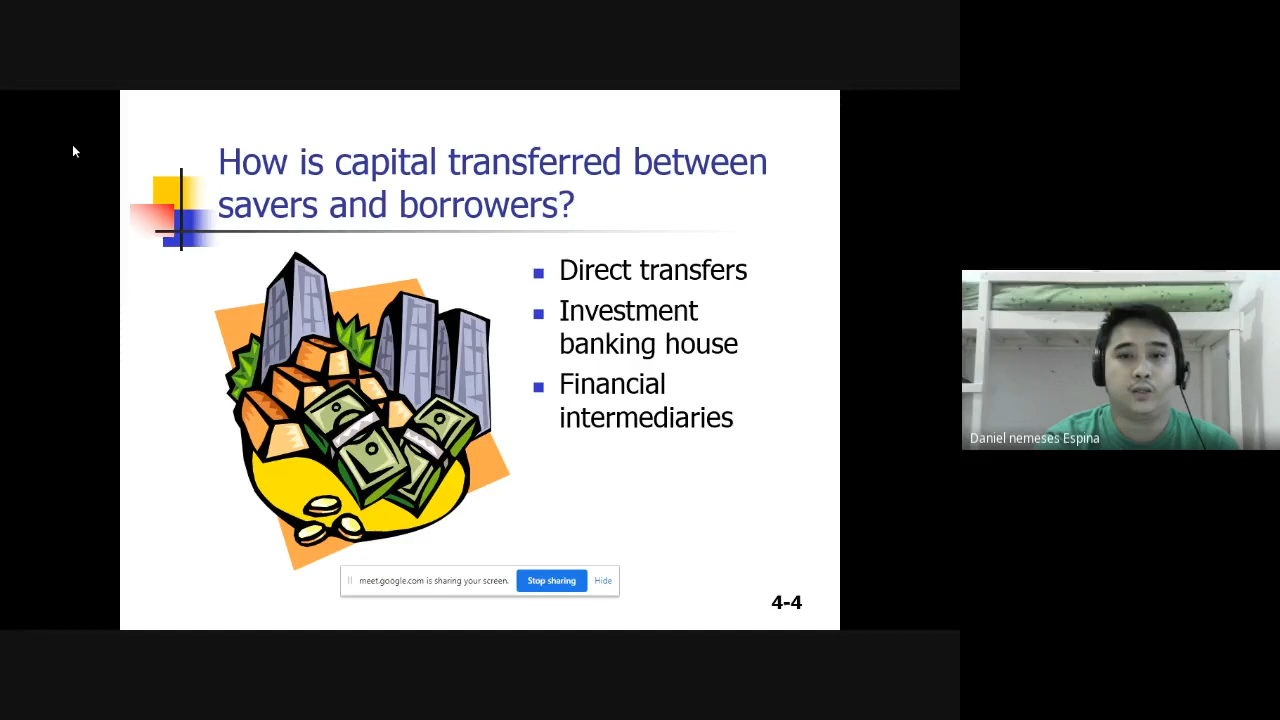 How is capital transferred between
savers and borrowers?
Direct transfers
Investment
banking house
Financial
intermediaries
meet.google.com is sharing your screen.
Stop sharing
Hide
4-4
Daniel nemeses Espina